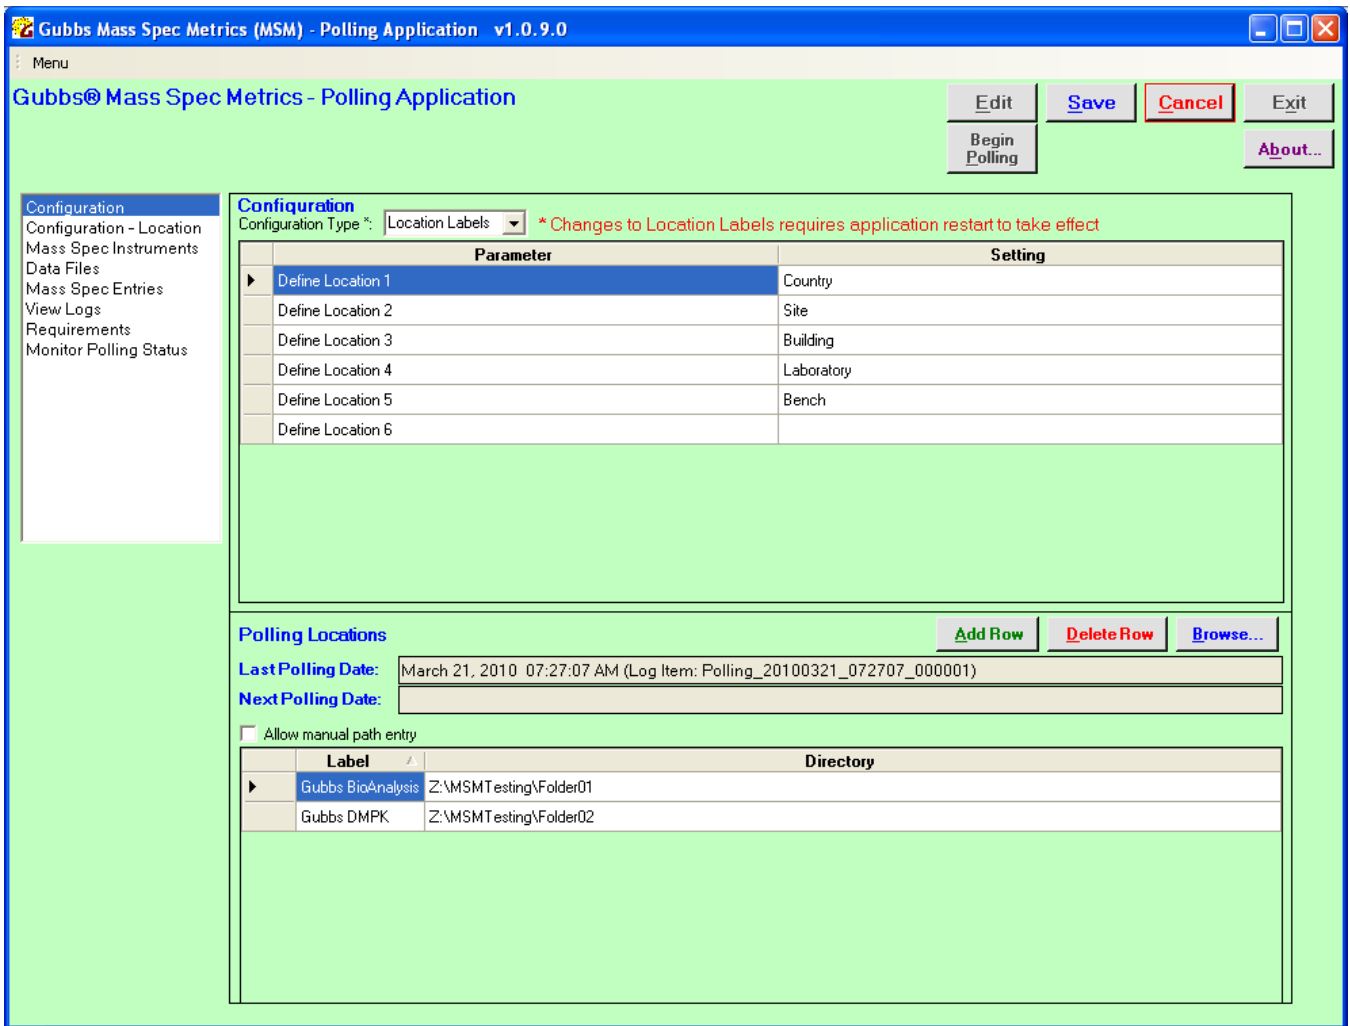 Gubbs Mass Spec Metrics (MSM) - Polling Application v1.0.9.0
Menu
Gubbs® Mass Spec Metrics - Polling Application
Edit Save Cancel Exit
Begin Polling About...
Configuration
Configuration - Location
Mass Spec Instruments
Data Files
Mass Spec Entries
View Logs
Requirements
Monitor Polling Status
Configuration
Configuration Type *: Location Labels * Changes to Location Labels requires application restart to take effect
Parameter Setting
Define Location 1 Country
Define Location 2 Site
Define Location 3 Building
Define Location 4 Laboratory
Define Location 5 Bench
Define Location 6
Polling Locations Add Row Delete Row Browse...
Last Polling Date: March 21, 2010 07:27:07 AM (Log Item: Polling_20100321_072707_000001)
Next Polling Date:
Allow manual path entry
Label Directory
Gubbs BioAnalysis Z:\MSMTesting\Folder01
Gubbs DMPK Z:\MSMTesting\Folder02